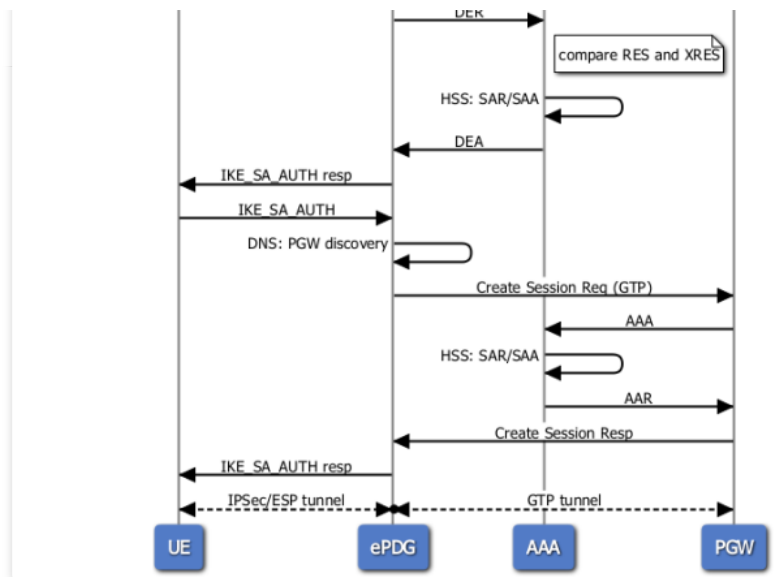 DER
compare RES and XRES
HSS: SAR/SAA
DEA
IKE_SA_AUTH resp
IKE_SA_AUTH
DNS: PGW discovery
Create Session Req (GTP)
AAA
HSS: SAR/SAA
AAR
Create Session Resp
IKE_SA_AUTH resp
IPSec/ESP tunnel GTP tunnel
UE ePDG AAA PGW